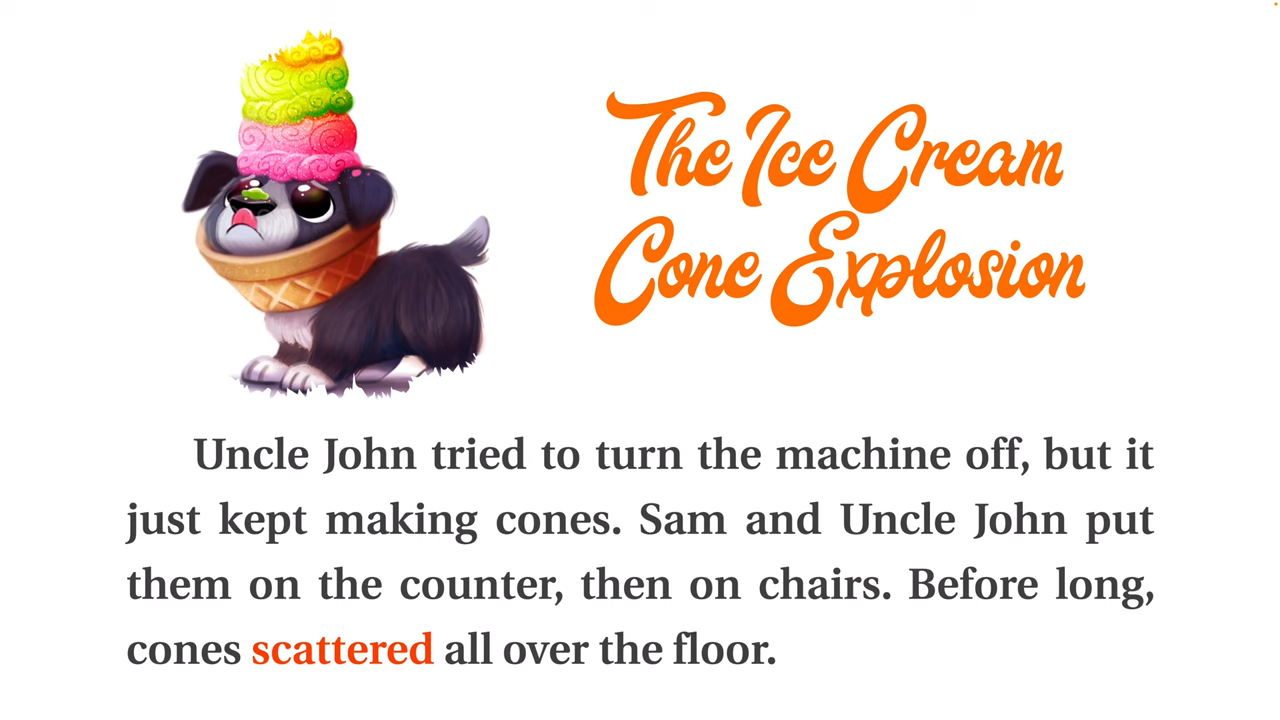 The Ice Cream
Cone Explosion
Uncle John tried to turn the machine off, but it
just kept making cones. Sam and Uncle John put
them on the counter, then on chairs. Before long,
cones scattered all over the floor.